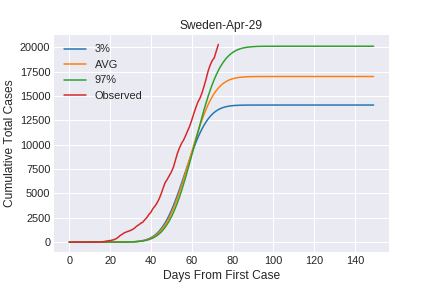 Sweden-Apr-29
20000
17500
15000
12500
10000
7500
5000
2500
0
Cumulative Total Cases
3%
AVG
97%
Observed
0 20 40 60 80 100 120 140
Days From First Case